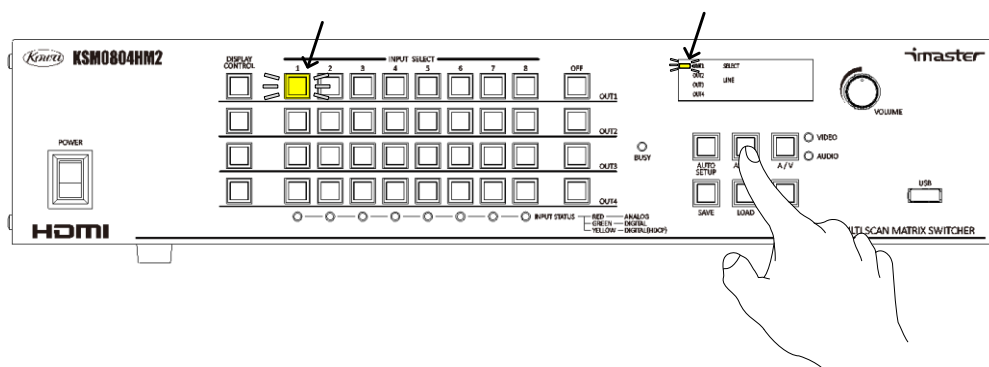 Kowa KSM0804HM2
imaster
DISPLAY
CONTROL
INPUT SELECT
1 2 3 4 5 6 7 8
OFF
OUT1
OUT2
OUT3
OUT4
POWER
HDMI
BUSY
INPUT STATUS
RED — ANALOG
GREEN — DIGITAL
YELLOW — DIGITAL(HDCP)
OUT1 SELECT
OUT2
LINE
OUT3
OUT4
VOLUME
VIDEO
AUDIO
AUTO
SETUP
A / V
SAVE
LOAD
USB
MATRIX SWITCHER